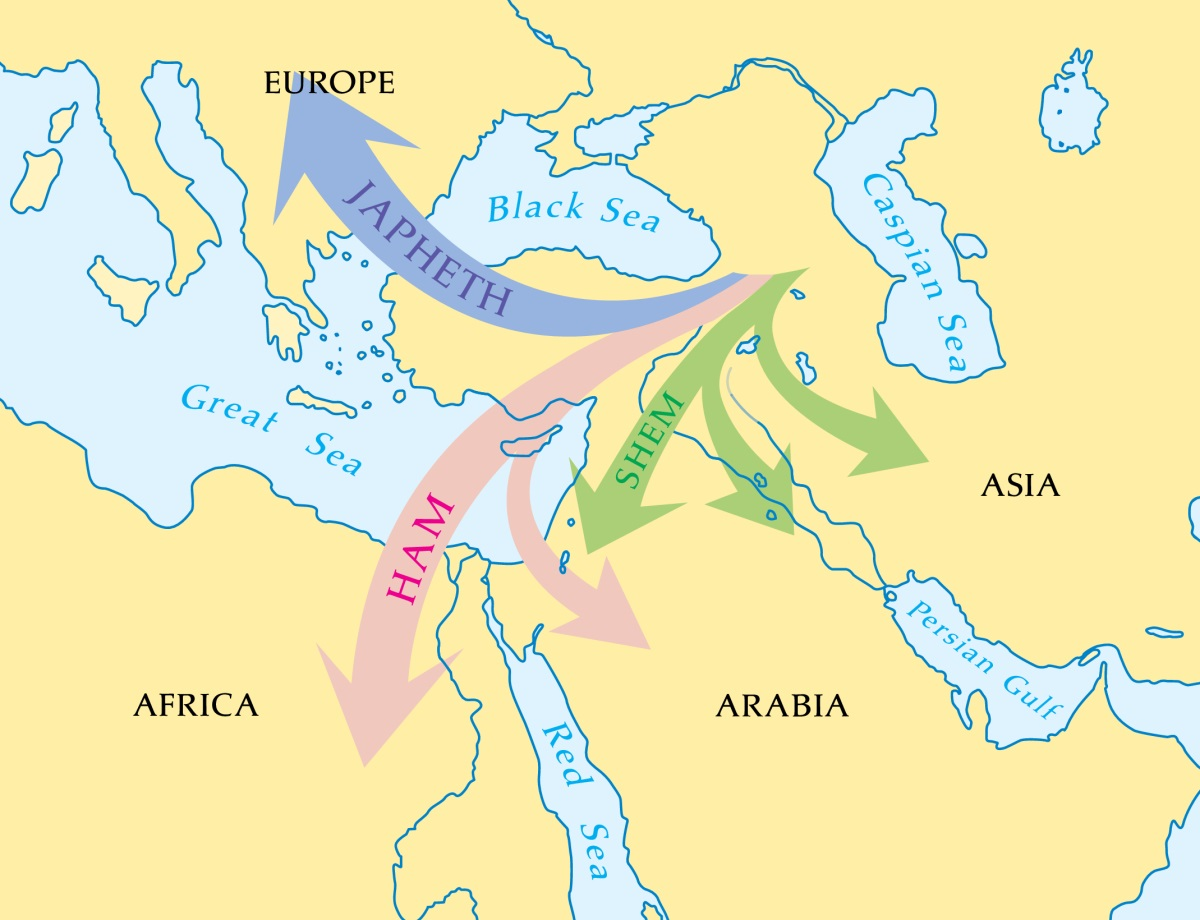 EUROPE
JAPHETH
Black Sea
Caspian Sea
Great Sea
SHEM
HAM
ASIA
Persian Gulf
AFRICA
ARABIA
Red Sea